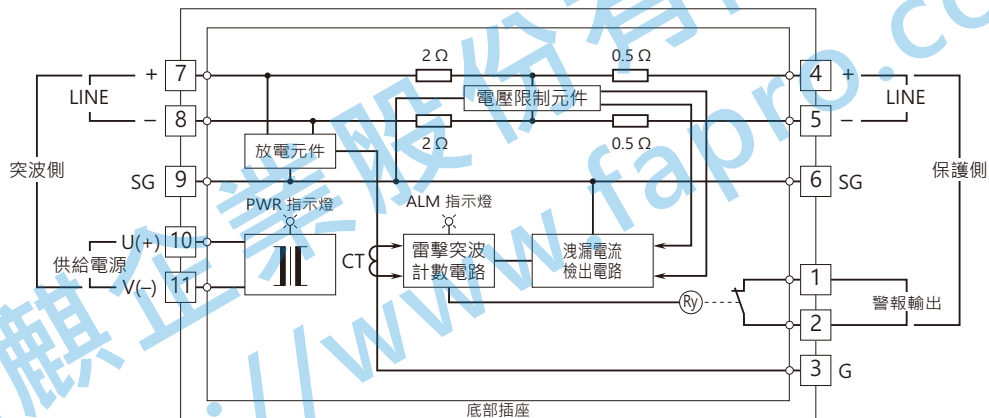 2 Ω
0.5 Ω
+ 7
4 +
LINE
LINE
電壓限制元件
− 8
5 −
2 Ω
0.5 Ω
放電元件
突波側
保護側
SG 9
6 SG
PWR 指示燈
ALM 指示燈
U(+) 10
供給電源
V(−) 11
CT
雷擊突波
計數電路
洩漏電流
檢出電路
1
Ry
警報輸出
2
3 G
底部插座
麒企業股份有
://www.fapro.co